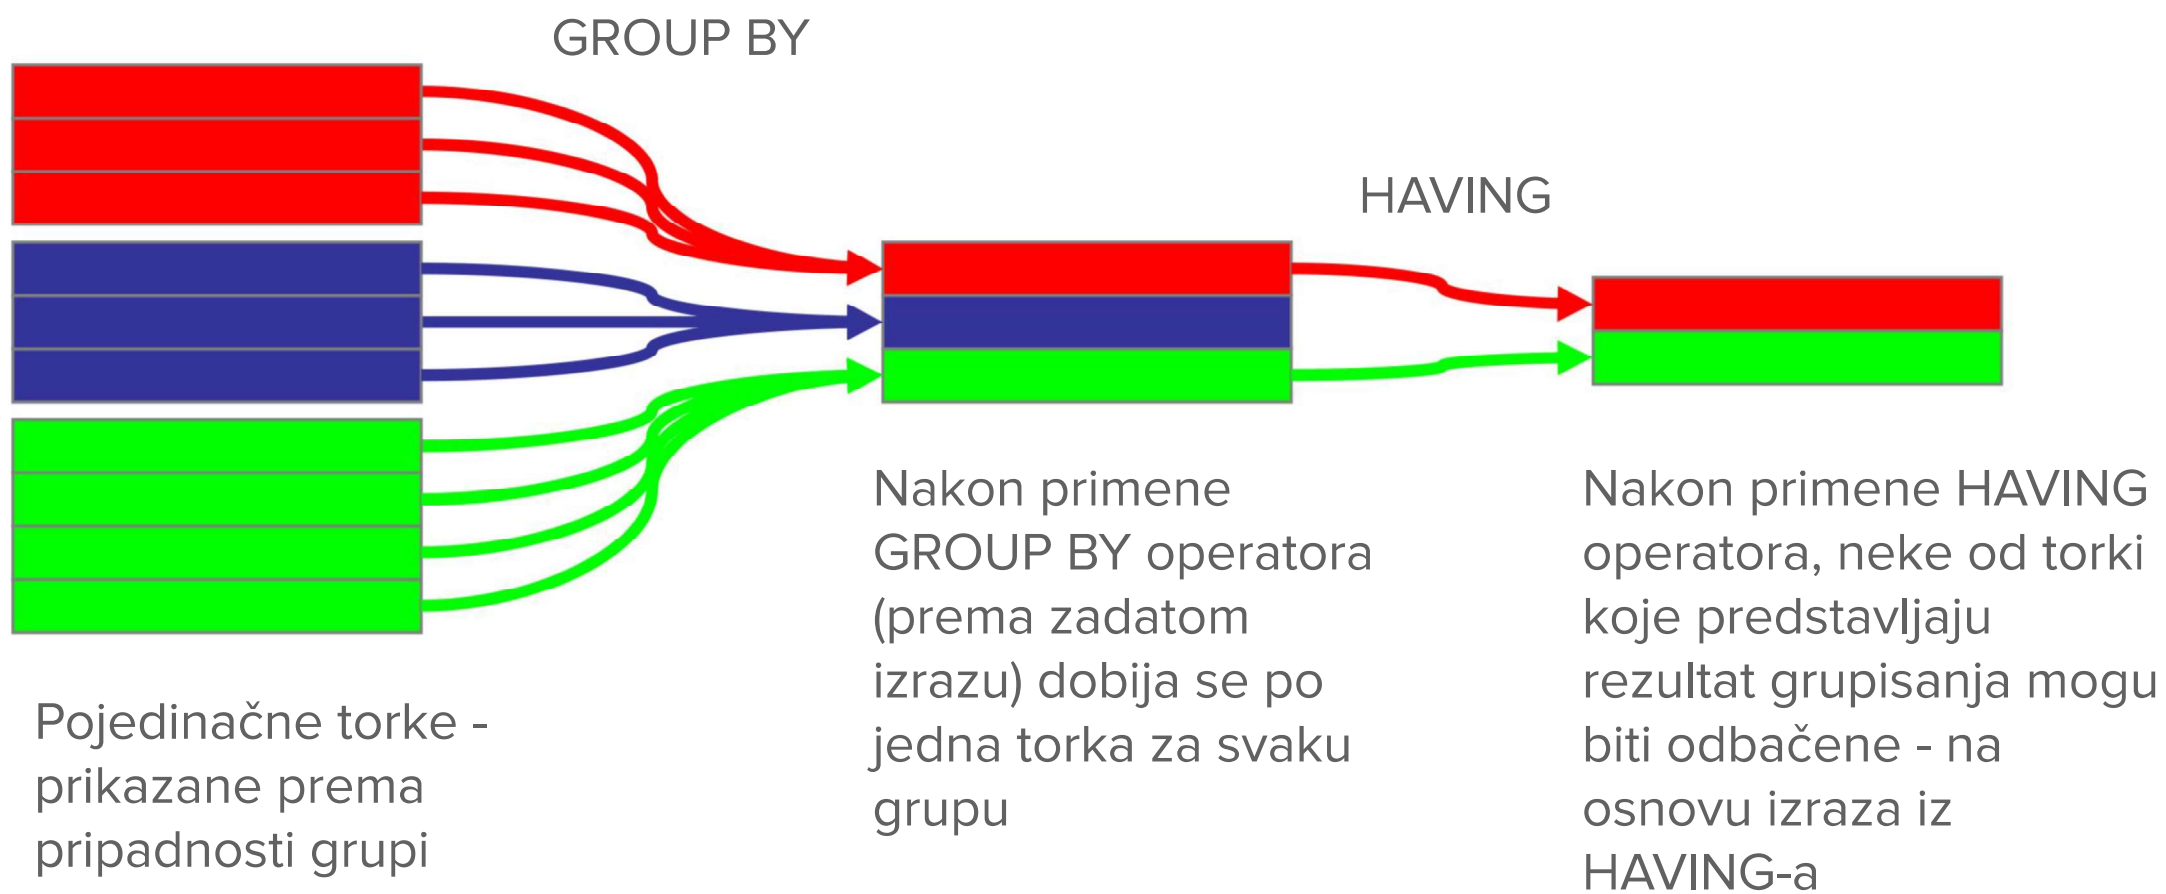 GROUP BY
HAVING
Pojedinačne torke -
prikazane prema
pripadnosti grupi
Nakon primene
GROUP BY operatora
(prema zadatom
izrazu) dobija se po
jedna torka za svaku
grupu
Nakon primene HAVING
operatora, neke od torki
koje predstavljaju
rezultat grupisanja mogu
biti odbačene - na
osnovu izraza iz
HAVING-a